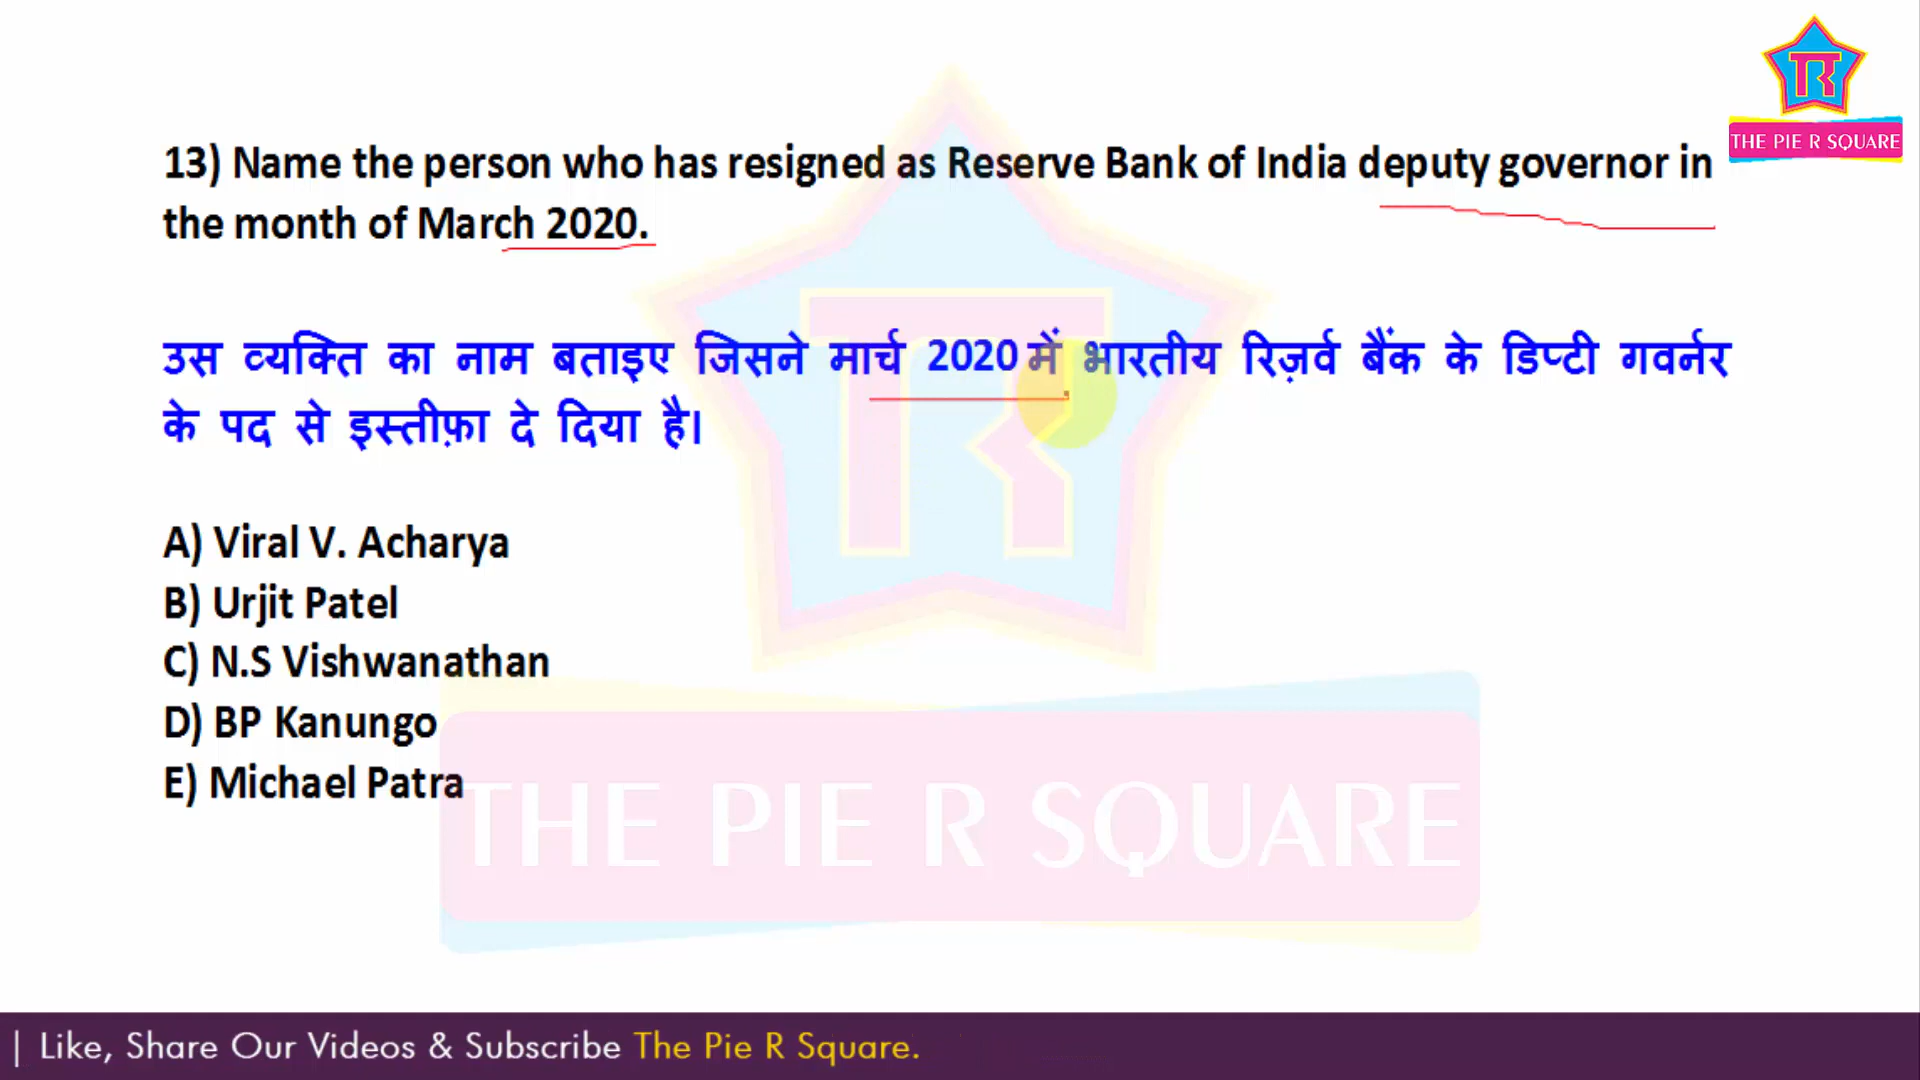 THE PIE R SQUARE
13) Name the person who has resigned as Reserve Bank of India deputy governor in
the month of March 2020.
उस व्यक्ति का नाम बताइए जिसने मार्च 2020 में भारतीय रिज़र्व बैंक के डिप्टी गवर्नर
के पद से इस्तीफ़ा दे दिया है।
A) Viral V. Acharya
B) Urjit Patel
C) N.S Vishwanathan
D) BP Kanungo
E) Michael Patra
THE PIE R SQUARE
| Like, Share Our Videos & Subscribe The Pie R Square.